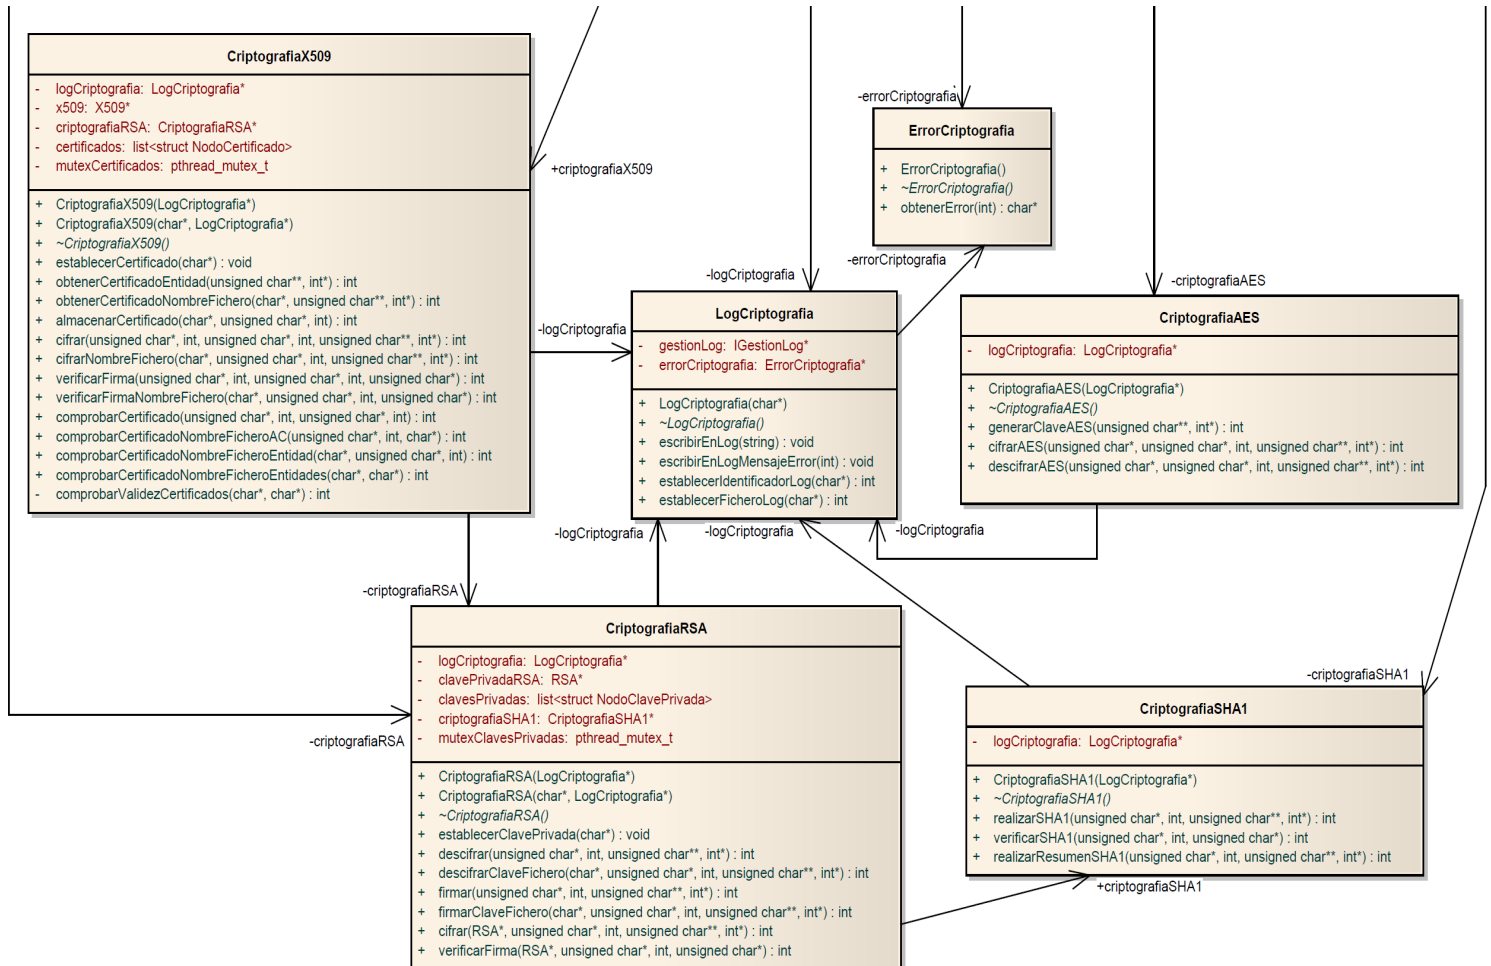 CriptografiaX509
- logCriptografia: LogCriptografia*
- x509: X509*
- criptografiaRSA: CriptografiaRSA*
- certificados: list<struct NodoCertificado>
- mutexCertificados: pthread_mutex_t
+ CriptografiaX509(LogCriptografia*)
+ CriptografiaX509(char*, LogCriptografia*)
+ ~CriptografiaX509()
+ establecerCertificado(char*) : void
+ obtenerCertificadoEntidad(unsigned char**, int*) : int
+ obtenerCertificadoNombreFichero(char*, unsigned char**, int*) : int
+ almacenarCertificado(char*, unsigned char*, int) : int
+ cifrar(unsigned char*, int, unsigned char*, int, unsigned char**, int*) : int
+ cifrarNombreFichero(char*, unsigned char*, int, unsigned char**, int*) : int
+ verificarFirma(unsigned char*, int, unsigned char*, int, unsigned char*) : int
+ verificarFirmaNombreFichero(char*, unsigned char*, int, unsigned char*) : int
+ comprobarCertificado(unsigned char*, int, unsigned char*, int) : int
+ comprobarCertificadoNombreFicheroAC(unsigned char*, int, char*) : int
+ comprobarCertificadoNombreFicheroEntidad(char*, unsigned char*, int) : int
+ comprobarCertificadoNombreFicheroEntidades(char*, char*) : int
- comprobarValidezCertificados(char*, char*) : int
+criptografiaX509
-errorCriptografia
ErrorCriptografia
+ ErrorCriptografia()
+ ~ErrorCriptografia()
+ obtenerError(int) : char*
-errorCriptografia
-logCriptografia
-criptografiaAES
-logCriptografia
LogCriptografia
- gestionLog: IGestionLog*
- errorCriptografia: ErrorCriptografia*
+ LogCriptografia(char*)
+ ~LogCriptografia()
+ escribirEnLog(string) : void
+ escribirEnLogMensajeError(int) : void
+ establecerIdentificadorLog(char*) : int
+ establecerFicheroLog(char*) : int
CriptografiaAES
- logCriptografia: LogCriptografia*
+ CriptografiaAES(LogCriptografia*)
+ ~CriptografiaAES()
+ generarClaveAES(unsigned char**, int*) : int
+ cifrarAES(unsigned char*, unsigned char*, int, unsigned char**, int*) : int
+ descifrarAES(unsigned char*, unsigned char*, int, unsigned char**, int*) : int
-logCriptografia
-logCriptografia
-logCriptografia
-criptografiaRSA
-criptografiaRSA
CriptografiaRSA
- logCriptografia: LogCriptografia*
- clavePrivadaRSA: RSA*
- clavesPrivadas: list<struct NodoClavePrivada>
- criptografiaSHA1: CriptografiaSHA1*
- mutexClavesPrivadas: pthread_mutex_t
+ CriptografiaRSA(LogCriptografia*)
+ CriptografiaRSA(char*, LogCriptografia*)
+ ~CriptografiaRSA()
+ establecerClavePrivada(char*) : void
+ descifrar(unsigned char*, int, unsigned char**, int*) : int
+ descifrarClaveFichero(char*, unsigned char*, int, unsigned char**, int*) : int
+ firmar(unsigned char*, int, unsigned char**, int*) : int
+ firmarClaveFichero(char*, unsigned char*, int, unsigned char**, int*) : int
+ cifrar(RSA*, unsigned char*, int, unsigned char**, int*) : int
+ verificarFirma(RSA*, unsigned char*, int, unsigned char*) : int
-criptografiaSHA1
CriptografiaSHA1
- logCriptografia: LogCriptografia*
+ CriptografiaSHA1(LogCriptografia*)
+ ~CriptografiaSHA1()
+ realizarSHA1(unsigned char*, int, unsigned char**, int*) : int
+ verificarSHA1(unsigned char*, int, unsigned char*) : int
+ realizarResumenSHA1(unsigned char*, int, unsigned char**, int*) : int
+criptografiaSHA1